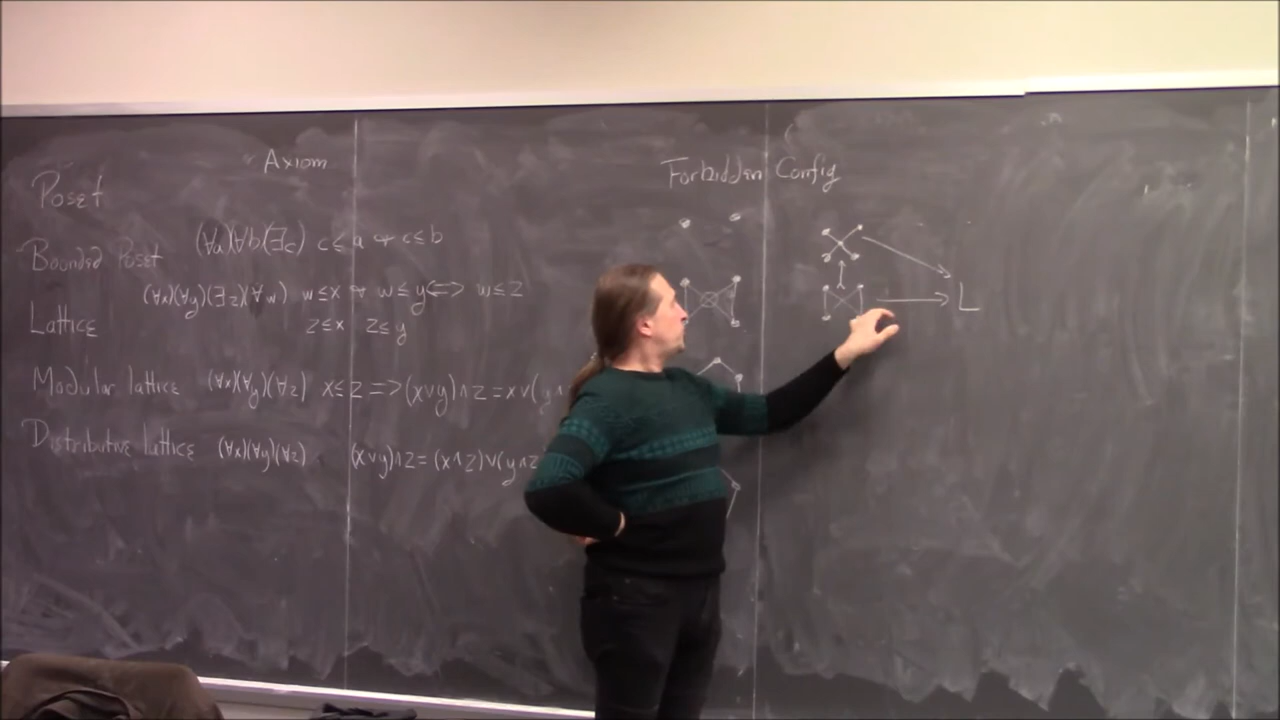 Axiom
Forbidden Config
Poset
Bounded Poset (∀a)(∀b)(∃c) c≤a & c≤b
(∀x)(∀y)(∃z)(∀w) w≤x & w≤y ⟺ w≤z
Lattice z≤x z≤y
L
Modular lattice (∀x)(∀y)(∀z) x≤z ⟹ (x∨y)∧z = x∨(y∧
Distributive lattice (∀x)(∀y)(∀z) (x∨y)∧z = (x∧z)∨(y∧z